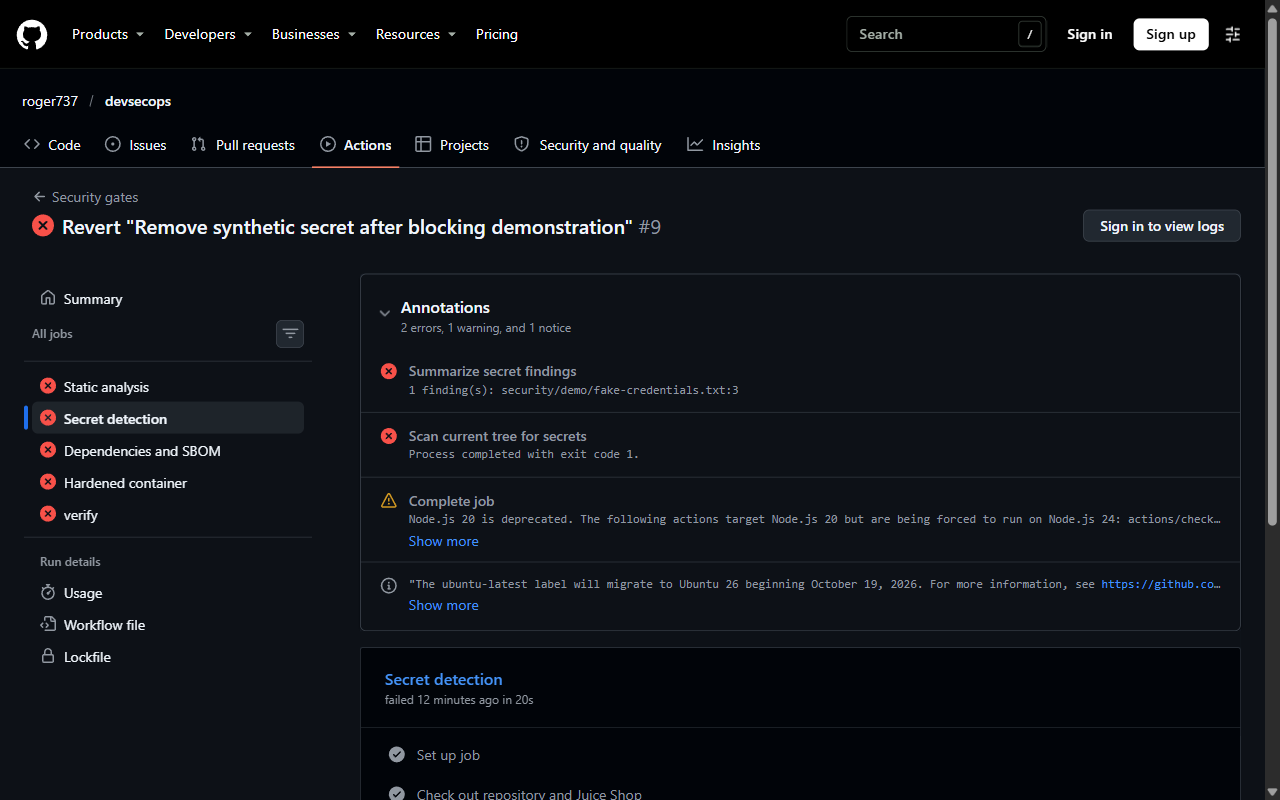 Products Developers Businesses Resources Pricing Search / Sign in Sign up
roger737 / devsecops
Code Issues Pull requests Actions Projects Security and quality Insights
Security gates
Revert "Remove synthetic secret after blocking demonstration" #9
Sign in to view logs
Summary
All jobs
Static analysis
Secret detection
Dependencies and SBOM
Hardened container
verify
Run details
Usage
Workflow file
Lockfile
Annotations
2 errors, 1 warning, and 1 notice
Summarize secret findings
1 finding(s): security/demo/fake-credentials.txt:3
Scan current tree for secrets
Process completed with exit code 1.
Complete job
Node.js 20 is deprecated. The following actions target Node.js 20 but are being forced to run on Node.js 24: actions/check…
Show more
"The ubuntu-latest label will migrate to Ubuntu 26 beginning October 19, 2026. For more information, see https://github.co…
Show more
Secret detection
failed 12 minutes ago in 20s
Set up job
Check out repository and Juice Shop